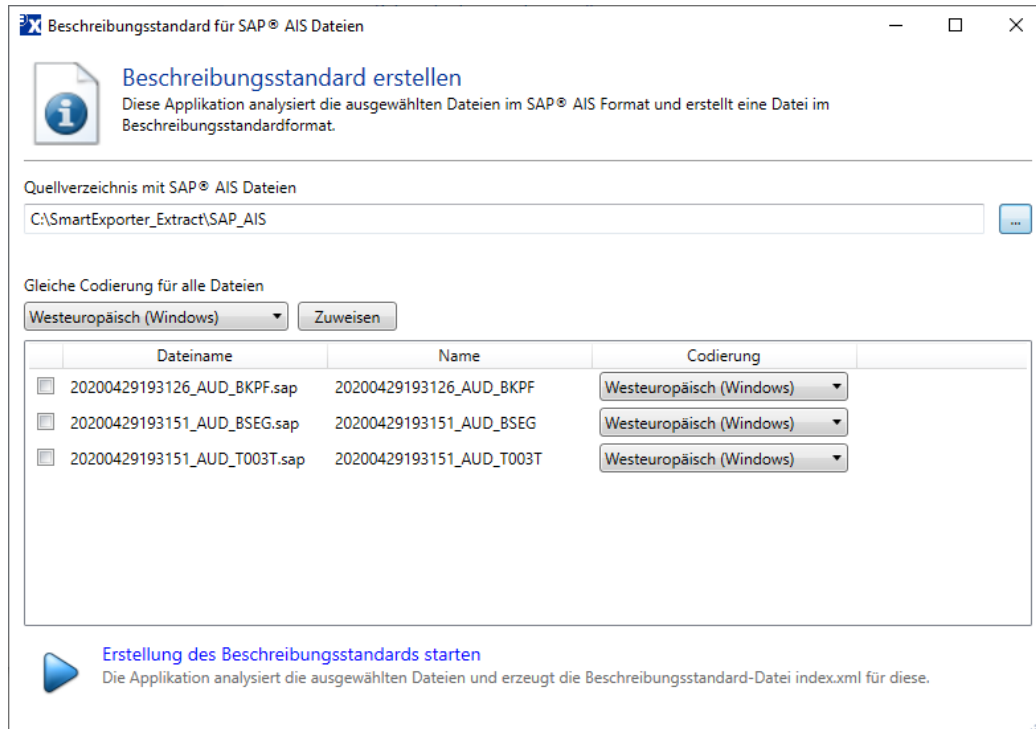 Beschreibungsstandard für SAP® AIS Dateien
Beschreibungsstandard erstellen
Diese Applikation analysiert die ausgewählten Dateien im SAP® AIS Format und erstellt eine Datei im
Beschreibungsstandardformat.
Quellverzeichnis mit SAP® AIS Dateien
C:\SmartExporter_Extract\SAP_AIS
...
Gleiche Codierung für alle Dateien
Westeuropäisch (Windows) Zuweisen
Dateiname Name Codierung
20200429193126_AUD_BKPF.sap 20200429193126_AUD_BKPF Westeuropäisch (Windows)
20200429193151_AUD_BSEG.sap 20200429193151_AUD_BSEG Westeuropäisch (Windows)
20200429193151_AUD_T003T.sap 20200429193151_AUD_T003T Westeuropäisch (Windows)
Erstellung des Beschreibungsstandards starten
Die Applikation analysiert die ausgewählten Dateien und erzeugt die Beschreibungsstandard-Datei index.xml für diese.